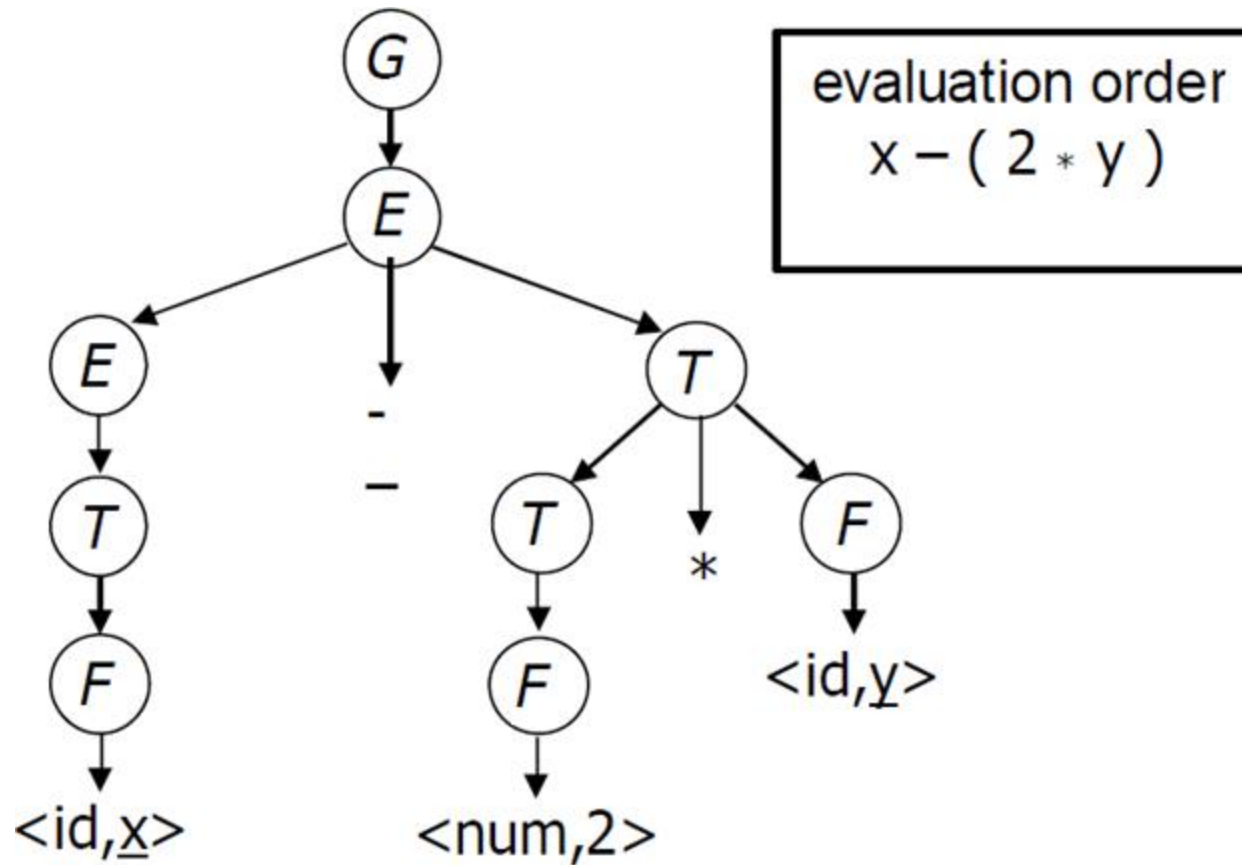 G
evaluation order
x – ( 2 * y )
E
E
-
T
–
T
T
*
F
F
F
<id,y>
<id,x>
<num,2>